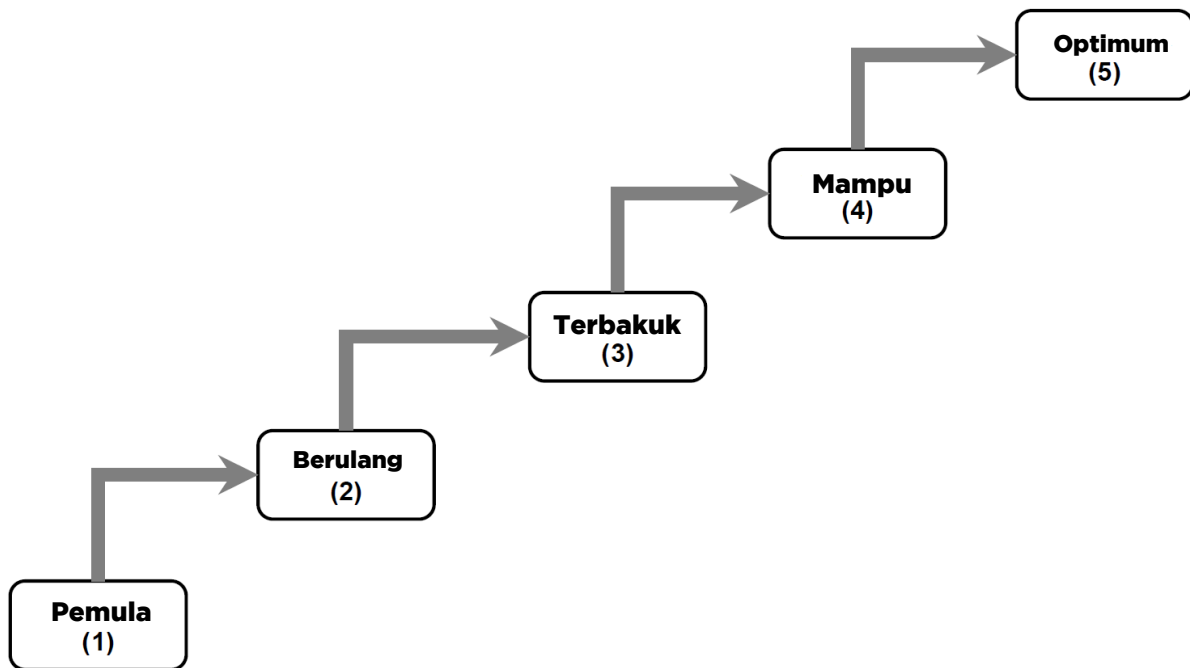 Optimum
(5)
Mampu
(4)
Terbakuk
(3)
Berulang
(2)
Pemula
(1)